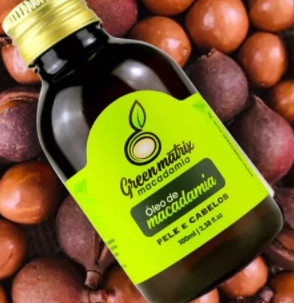 Greenmatrix
macadamia
Óleo de
macadamia
PELE E CABELOS
100ml | 3.38 fl.oz